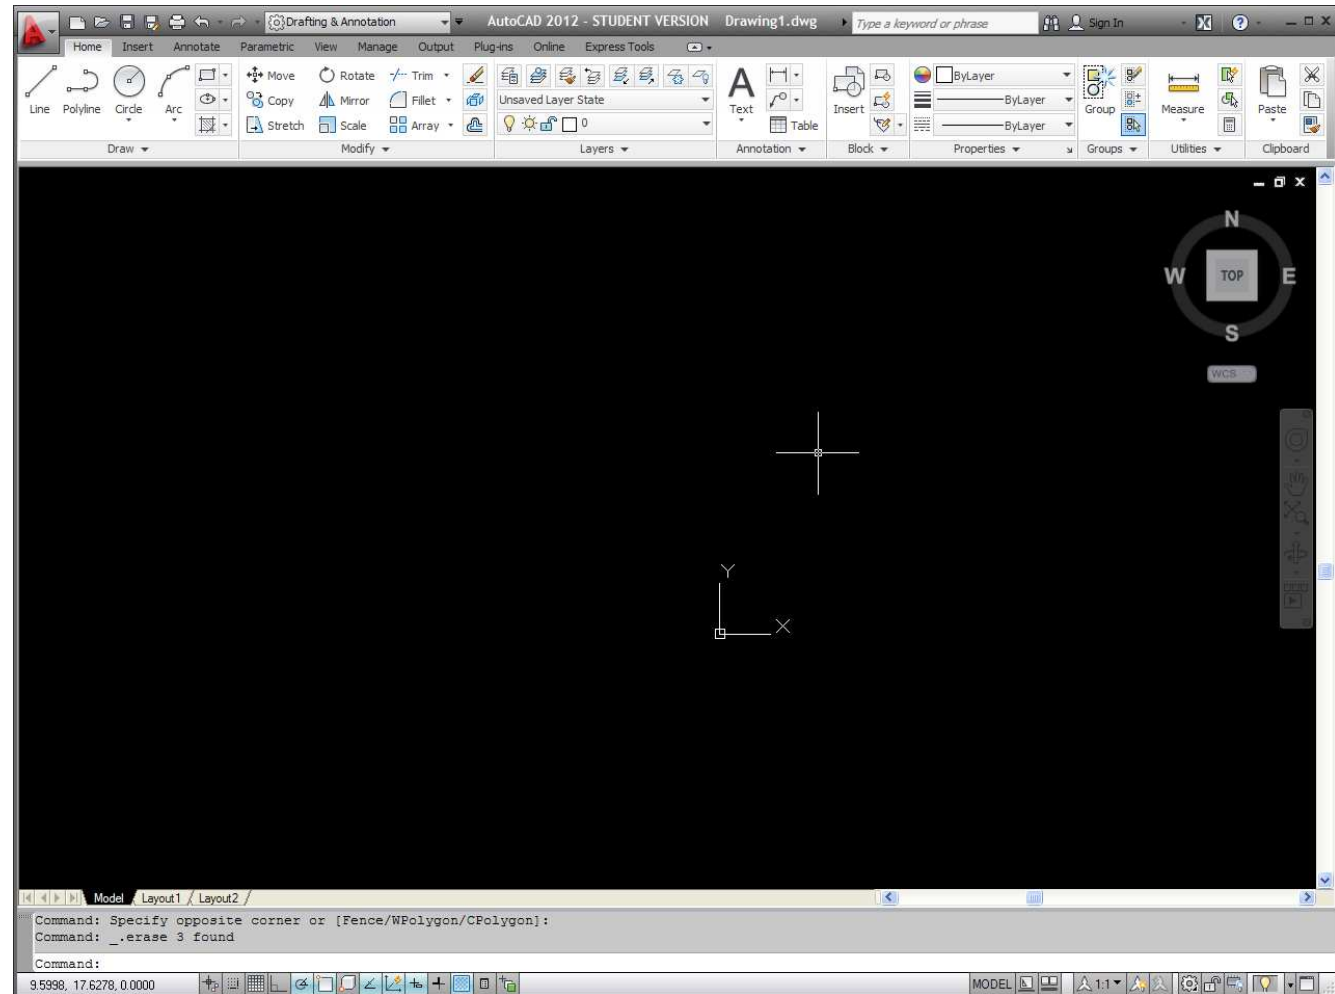 Drafting & Annotation AutoCAD 2012 - STUDENT VERSION Drawing1.dwg Type a keyword or phrase Sign In
Home Insert Annotate Parametric View Manage Output Plug-ins Online Express Tools
Move Rotate Trim ByLayer
Line Polyline Circle Arc Copy Mirror Fillet Unsaved Layer State Text Insert ByLayer Group Measure Paste
Stretch Scale Array 0 Table ByLayer
Draw Modify Layers Annotation Block Properties Groups Utilities Clipboard
N
W TOP E
S
WCS
Y
X
Model Layout1 Layout2
Command: Specify opposite corner or [Fence/WPolygon/CPolygon]:
Command: _.erase 3 found
Command:
9.5998, 17.6278, 0.0000 MODEL 1:1